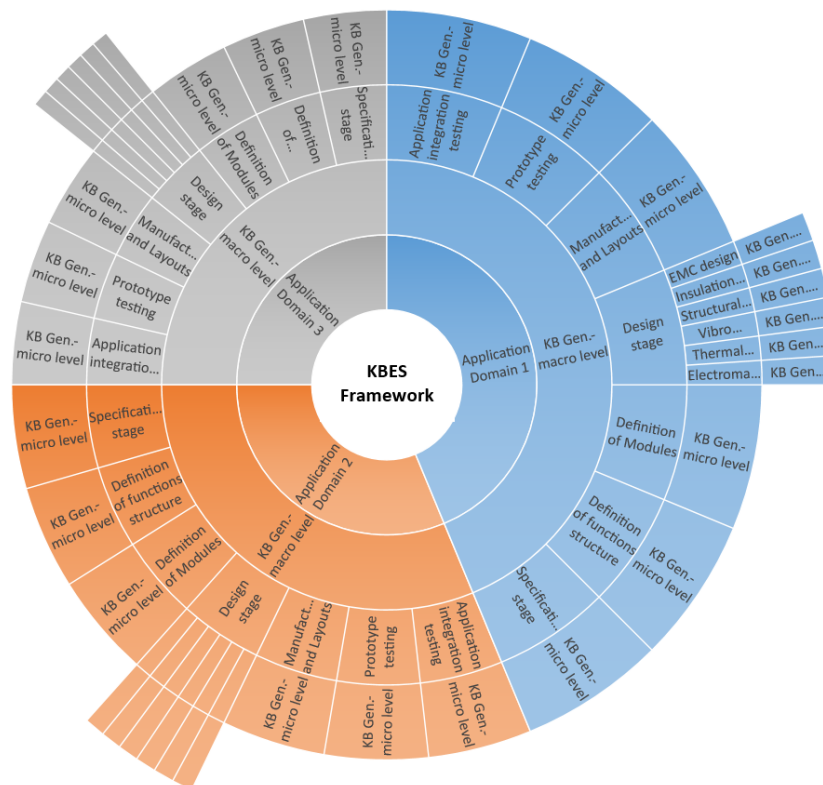 KBES
Framework
Application
Domain 1
KB Gen.-
macro level
Application
integration
testing
KB Gen.-
micro level
Prototype
testing
KB Gen.-
micro level
Manufact...
and Layouts
KB Gen.-
micro level
Design
stage
EMC design
KB Gen....
Insulation...
KB Gen....
Structural...
KB Gen....
Vibro...
KB Gen....
Thermal...
KB Gen....
Electroma...
KB Gen...
Definition
of Modules
KB Gen.-
micro level
Definition
of functions
structure
KB Gen.-
micro level
Specificati...
stage
KB Gen.-
micro level
Application
Domain 2
KB Gen.-
macro level
Application
integration
testing
KB Gen.-
micro level
Prototype
testing
KB Gen.-
micro level
Manufact...
and Layouts
KB Gen.-
micro level
Design
stage
Definition
of Modules
KB Gen.-
micro level
Definition
of functions
structure
KB Gen.-
micro level
Specificati...
stage
KB Gen.-
micro level
Application
Domain 3
KB Gen.-
macro level
Application
integratio...
KB Gen.-
micro level
Prototype
testing
KB Gen.-
micro level
Manufact...
and Layouts
KB Gen.-
micro level
Design
stage
Definition
of Modules
KB Gen.-
micro level
Definition
of...
KB Gen.-
micro level
Specificati...
stage
KB Gen.-
micro level